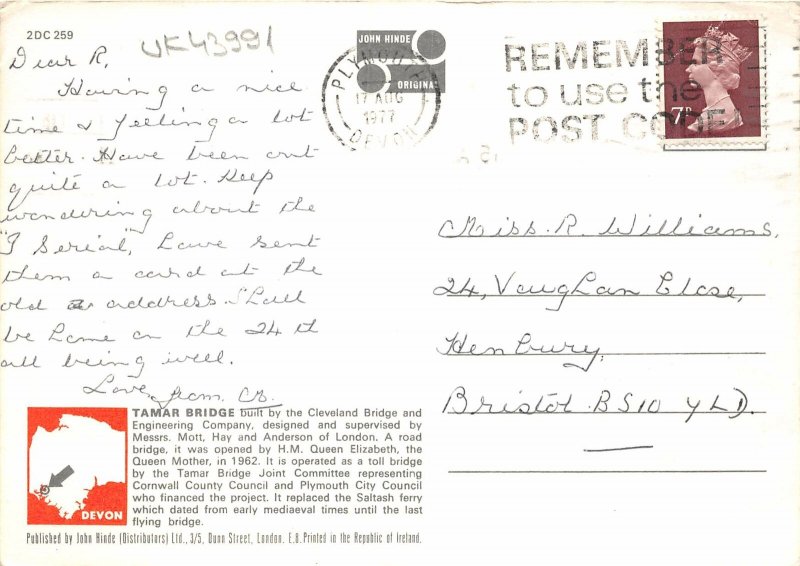 2DC 259
UK43991
JOHN HINDE
ORIGINAL
PLYMOUTH
17 AUG
1977
DEVON
REMEMBER
to use the
POST CODE
7P
Dear R,
Having a nice
time & feeling a lot
better. Have been out
quite a lot. Keep
wondering about the
"J Serial", have sent
them a card at the
old address. Shall
be home on the 24th
all being well.
Love, from
Miss. R. Williams,
24, Vaughan Close,
Henbury,
Bristol. BS10 7LD.
TAMAR BRIDGE built by the Cleveland Bridge and
Engineering Company, designed and supervised by
Messrs. Mott, Hay and Anderson of London. A road
bridge, it was opened by H.M. Queen Elizabeth, the
Queen Mother, in 1962. It is operated as a toll bridge
by the Tamar Bridge Joint Committee representing
Cornwall County Council and Plymouth City Council
who financed the project. It replaced the Saltash ferry
which dated from early mediaeval times until the last
flying bridge.
DEVON
Published by John Hinde (Distributors) Ltd., 3/5, Dunn Street, London. E.8. Printed in the Republic of Ireland.